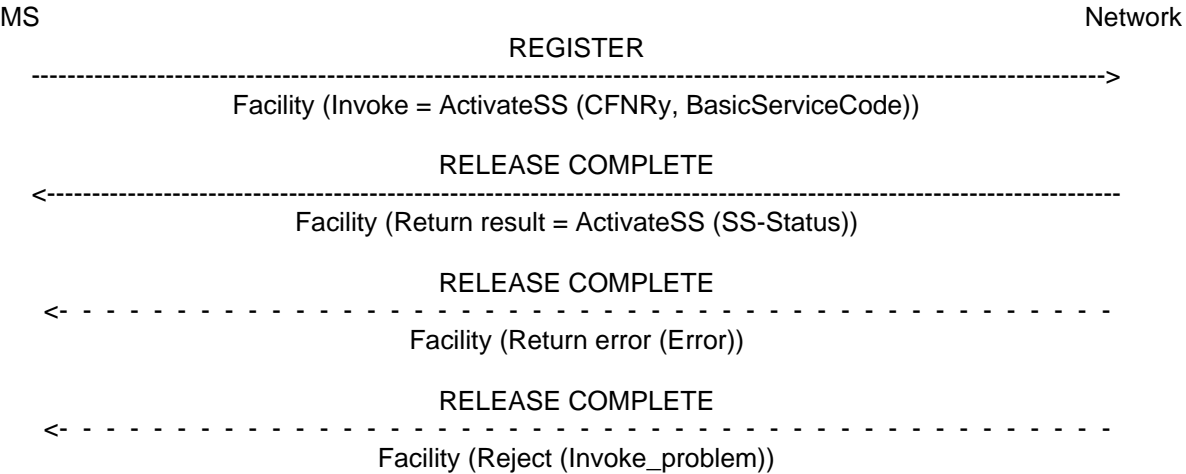 MS Network
REGISTER
Facility (Invoke = ActivateSS (CFNRy, BasicServiceCode))
RELEASE COMPLETE
Facility (Return result = ActivateSS (SS-Status))
RELEASE COMPLETE
Facility (Return error (Error))
RELEASE COMPLETE
Facility (Reject (Invoke_problem))